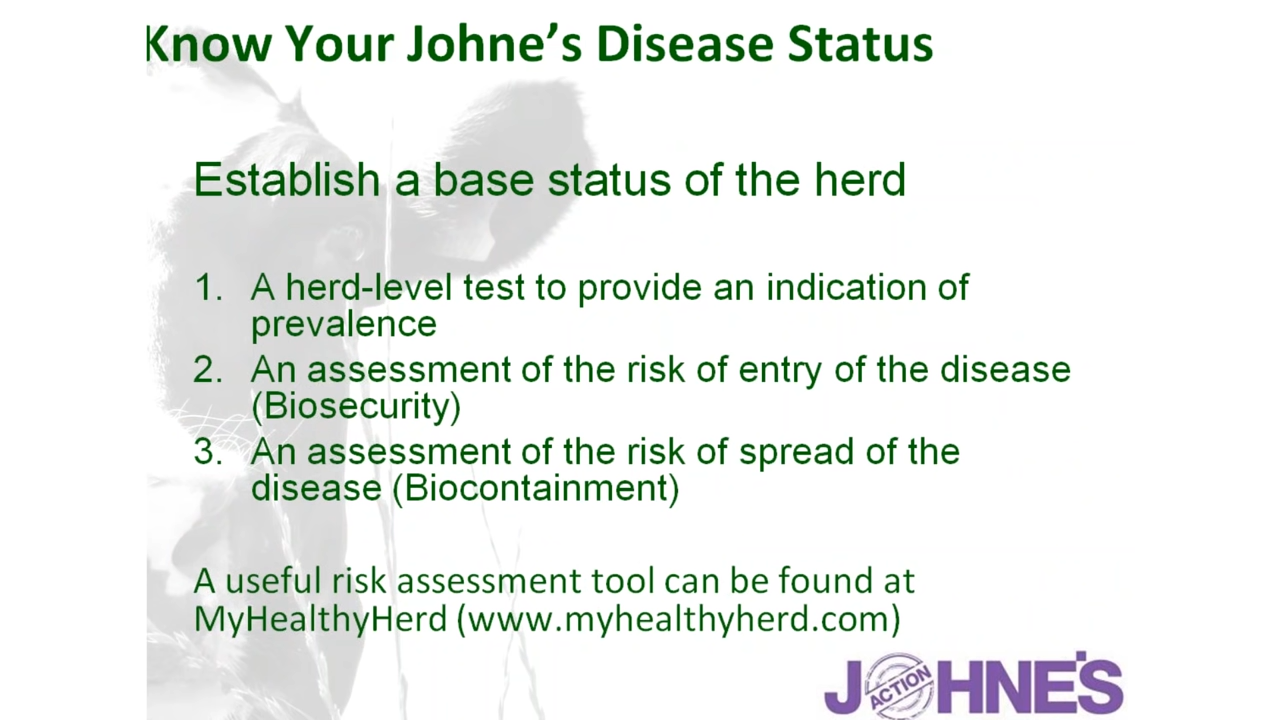 Know Your Johne’s Disease Status
Establish a base status of the herd
1. A herd-level test to provide an indication of
prevalence
2. An assessment of the risk of entry of the disease
(Biosecurity)
3. An assessment of the risk of spread of the
disease (Biocontainment)
A useful risk assessment tool can be found at
MyHealthyHerd (www.myhealthyherd.com)
ACTION
JOHNE'S